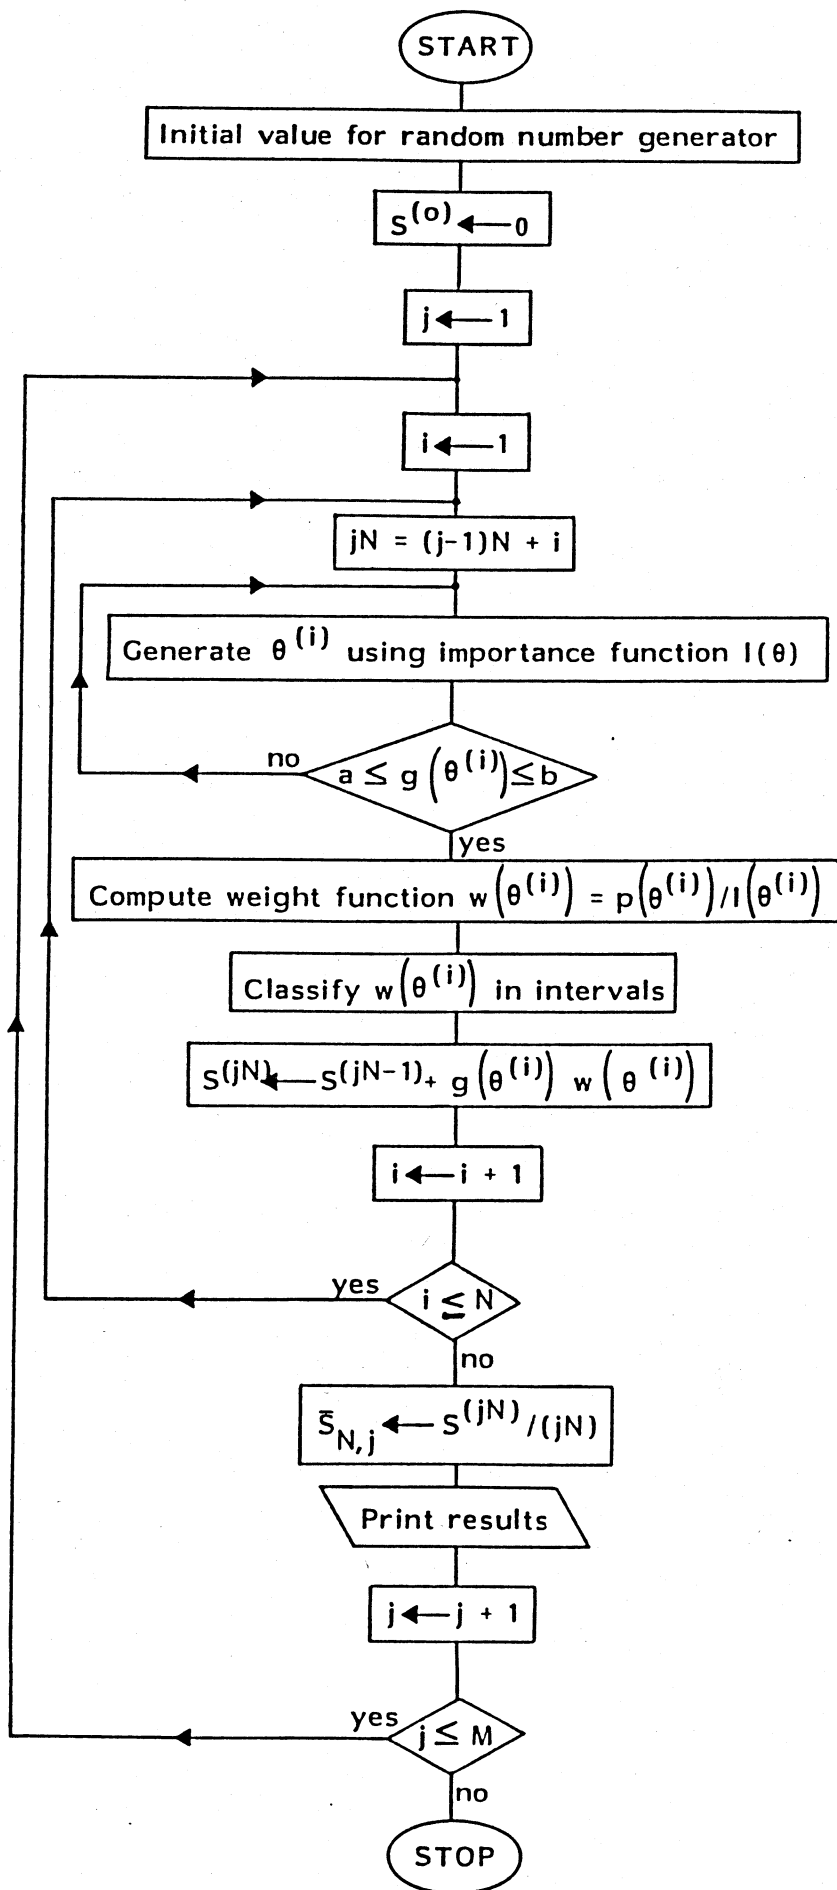 START
Initial value for random number generator
S^(o) ← 0
j ← 1
i ← 1
jN = (j-1)N + i
Generate θ^(i) using importance function I(θ)
no
a ≤ g(θ^(i)) ≤ b
yes
Compute weight function w(θ^(i)) = p(θ^(i))/I(θ^(i))
Classify w(θ^(i)) in intervals
S^(jN) ← S^(jN-1) + g(θ^(i)) w(θ^(i))
i ← i + 1
yes
i ≤ N
no
S̄_N,j ← S^(jN)/(jN)
Print results
j ← j + 1
yes
j ≤ M
no
STOP